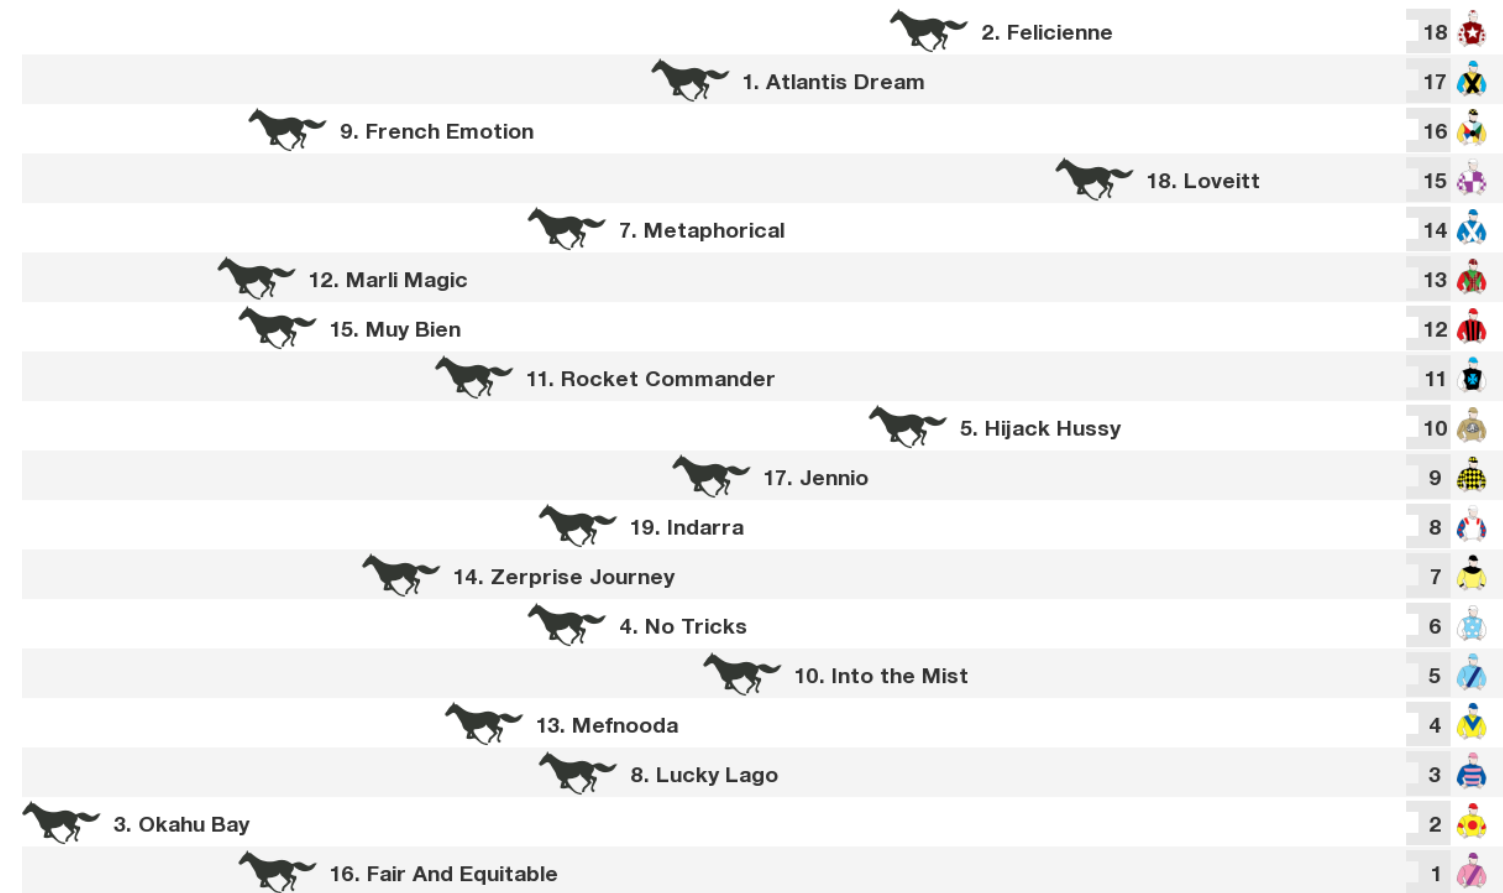 2. Felicienne 18
1. Atlantis Dream 17
9. French Emotion 16
18. Loveitt 15
7. Metaphorical 14
12. Marli Magic 13
15. Muy Bien 12
11. Rocket Commander 11
5. Hijack Hussy 10
17. Jennio 9
19. Indarra 8
14. Zerprise Journey 7
4. No Tricks 6
10. Into the Mist 5
13. Mefnooda 4
8. Lucky Lago 3
3. Okahu Bay 2
16. Fair And Equitable 1